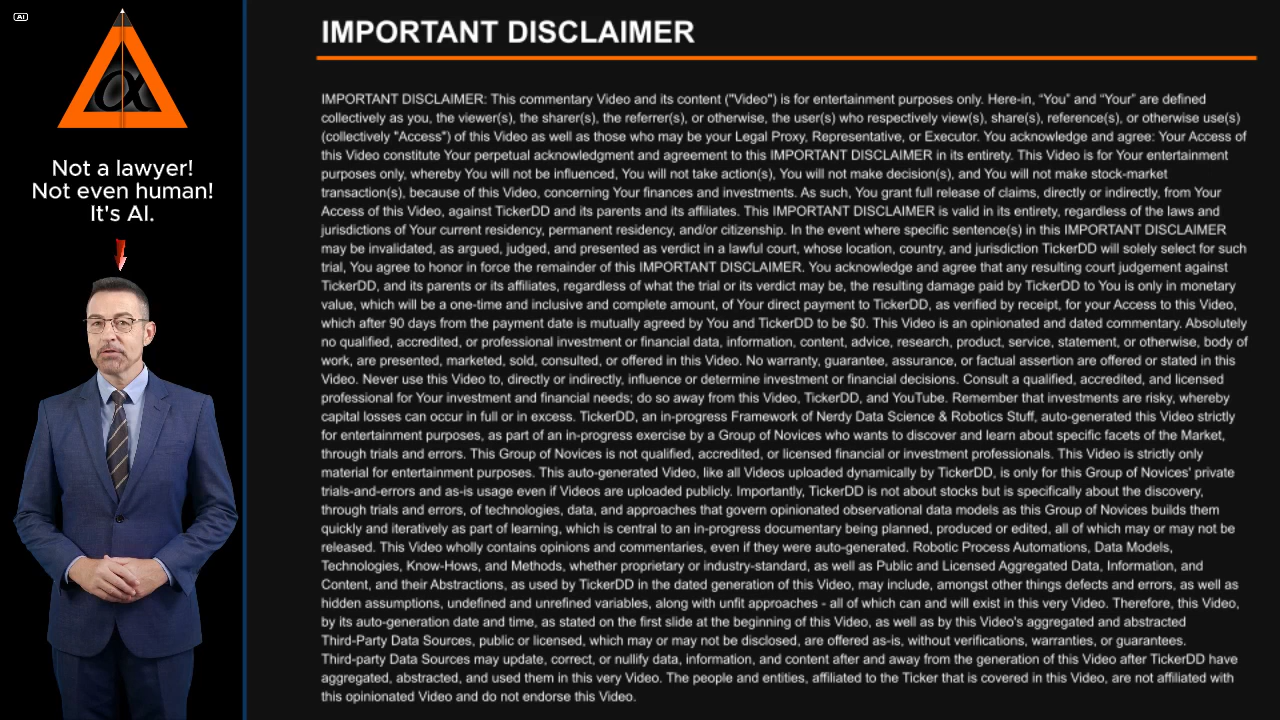 AI
α
Not a lawyer!
Not even human!
It's AI.
IMPORTANT DISCLAIMER
IMPORTANT DISCLAIMER: This commentary Video and its content ("Video") is for entertainment purposes only. Here-in, “You” and “Your” are defined
collectively as you, the viewer(s), the sharer(s), the referrer(s), or otherwise, the user(s) who respectively view(s), share(s), reference(s), or otherwise use(s)
(collectively "Access") of this Video as well as those who may be your Legal Proxy, Representative, or Executor. You acknowledge and agree: Your Access of
this Video constitute Your perpetual acknowledgment and agreement to this IMPORTANT DISCLAIMER in its entirety. This Video is for Your entertainment
purposes only, whereby You will not be influenced, You will not take action(s), You will not make decision(s), and You will not make stock-market
transaction(s), because of this Video, concerning Your finances and investments. As such, You grant full release of claims, directly or indirectly, from Your
Access of this Video, against TickerDD and its parents and its affiliates. This IMPORTANT DISCLAIMER is valid in its entirety, regardless of the laws and
jurisdictions of Your current residency, permanent residency, and/or citizenship. In the event where specific sentence(s) in this IMPORTANT DISCLAIMER
may be invalidated, as argued, judged, and presented as verdict in a lawful court, whose location, country, and jurisdiction TickerDD will solely select for such
trial, You agree to honor in force the remainder of this IMPORTANT DISCLAIMER. You acknowledge and agree that any resulting court judgement against
TickerDD, and its parents or its affiliates, regardless of what the trial or its verdict may be, the resulting damage paid by TickerDD to You is only in monetary
value, which will be a one-time and inclusive and complete amount, of Your direct payment to TickerDD, as verified by receipt, for your Access to this Video,
which after 90 days from the payment date is mutually agreed by You and TickerDD to be $0. This Video is an opinionated and dated commentary. Absolutely
no qualified, accredited, or professional investment or financial data, information, content, advice, research, product, service, statement, or otherwise, body of
work, are presented, marketed, sold, consulted, or offered in this Video. No warranty, guarantee, assurance, or factual assertion are offered or stated in this
Video. Never use this Video to, directly or indirectly, influence or determine investment or financial decisions. Consult a qualified, accredited, and licensed
professional for Your investment and financial needs; do so away from this Video, TickerDD, and YouTube. Remember that investments are risky, whereby
capital losses can occur in full or in excess. TickerDD, an in-progress Framework of Nerdy Data Science & Robotics Stuff, auto-generated this Video strictly
for entertainment purposes, as part of an in-progress exercise by a Group of Novices who wants to discover and learn about specific facets of the Market,
through trials and errors. This Group of Novices is not qualified, accredited, or licensed financial or investment professionals. This Video is strictly only
material for entertainment purposes. This auto-generated Video, like all Videos uploaded dynamically by TickerDD, is only for this Group of Novices' private
trials-and-errors and as-is usage even if Videos are uploaded publicly. Importantly, TickerDD is not about stocks but is specifically about the discovery,
through trials and errors, of technologies, data, and approaches that govern opinionated observational data models as this Group of Novices builds them
quickly and iteratively as part of learning, which is central to an in-progress documentary being planned, produced or edited, all of which may or may not be
released. This Video wholly contains opinions and commentaries, even if they were auto-generated. Robotic Process Automations, Data Models,
Technologies, Know-Hows, and Methods, whether proprietary or industry-standard, as well as Public and Licensed Aggregated Data, Information, and
Content, and their Abstractions, as used by TickerDD in the dated generation of this Video, may include, amongst other things defects and errors, as well as
hidden assumptions, undefined and unrefined variables, along with unfit approaches - all of which can and will exist in this very Video. Therefore, this Video,
by its auto-generation date and time, as stated on the first slide at the beginning of this Video, as well as by this Video's aggregated and abstracted
Third-Party Data Sources, public or licensed, which may or may not be disclosed, are offered as-is, without verifications, warranties, or guarantees.
Third-party Data Sources may update, correct, or nullify data, information, and content after and away from the generation of this Video after TickerDD have
aggregated, abstracted, and used them in this very Video. The people and entities, affiliated to the Ticker that is covered in this Video, are not affiliated with
this opinionated Video and do not endorse this Video.